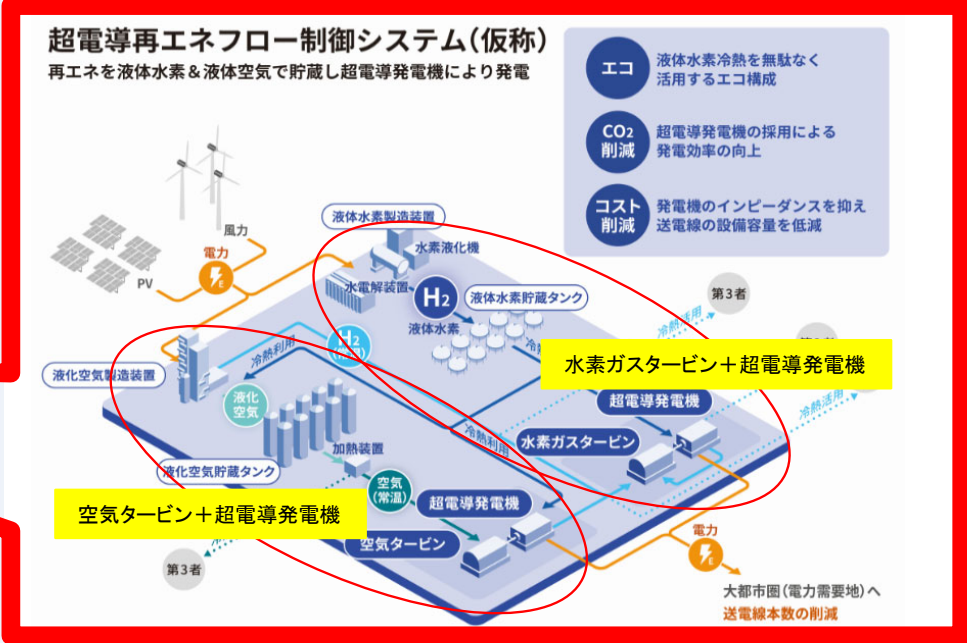 超電導再エネフロー制御システム(仮称)
再エネを液体水素&液体空気で貯蔵し超電導発電機により発電
エコ
液体水素冷熱を無駄なく
活用するエコ構成
CO2
削減
超電導発電機の採用による
発電効率の向上
コスト
削減
発電機のインピーダンスを抑え
送電線の設備容量を低減
風力
電力
E
PV
液体水素製造装置
水素液化機
水電解装置
H2
液体水素
液体水素貯蔵タンク
第3者
冷熱活用
水素ガスタービン+超電導発電機
超電導発電機
冷熱活用
水素ガスタービン
H2
冷熱利用
冷熱利用
液化空気製造装置
液化
空気
加熱装置
液化空気貯蔵タンク
空気
(常温)
超電導発電機
空気タービン+超電導発電機
空気タービン
第3者
電力
E
大都市圏(電力需要地)へ
送電線本数の削減